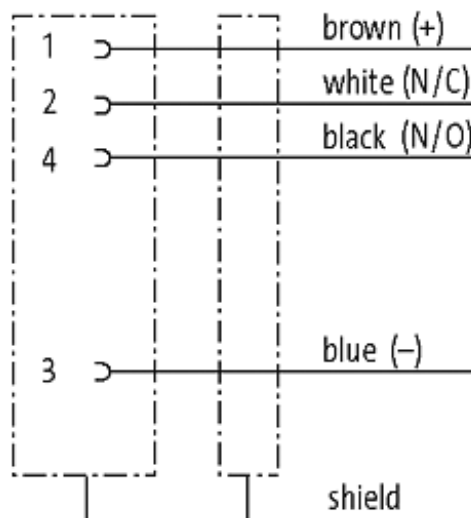 1 brown (+)
2 white (N/C)
4 black (N/O)
3 blue (–)
shield